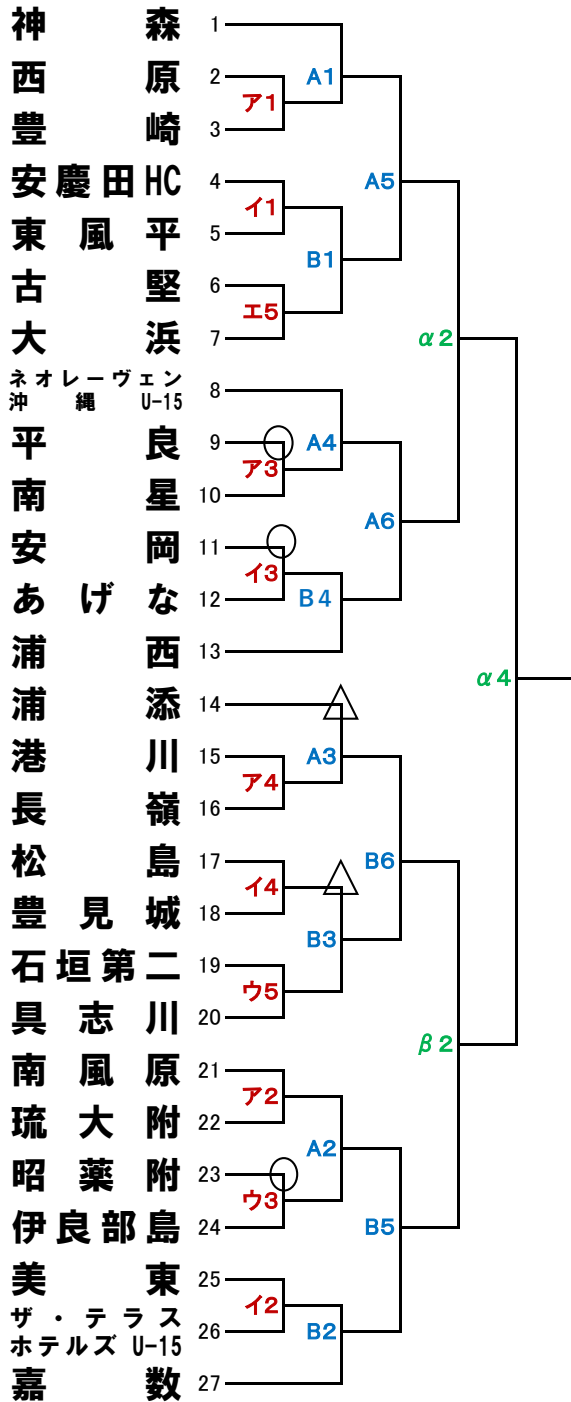 神森 1
西原 2
豊崎 3
安慶田HC 4
東風平 5
古堅 6
大浜 7
ネオレーヴェン
沖縄 U-15 8
平良 9
南星 10
安岡 11
あげな 12
浦西 13
浦添 14
港川 15
長嶺 16
松島 17
豊見城 18
石垣第二 19
具志川 20
南風原 21
琉大附 22
昭薬附 23
伊良部島 24
美東 25
ザ・テラス
ホテルズ U-15 26
嘉数 27
ア1
イ1
エ5
ア3
イ3
ア4
イ4
ウ5
ア2
ウ3
イ2
A1
B1
A4
B4
A3
B3
A2
B2
A5
A6
B6
B5
α2
β2
α4